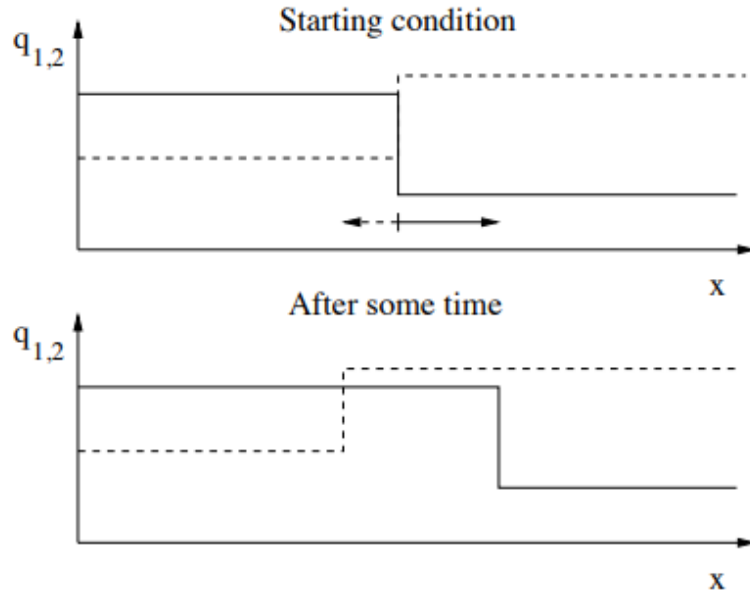 Starting condition
q1,2
x
After some time
q1,2
x